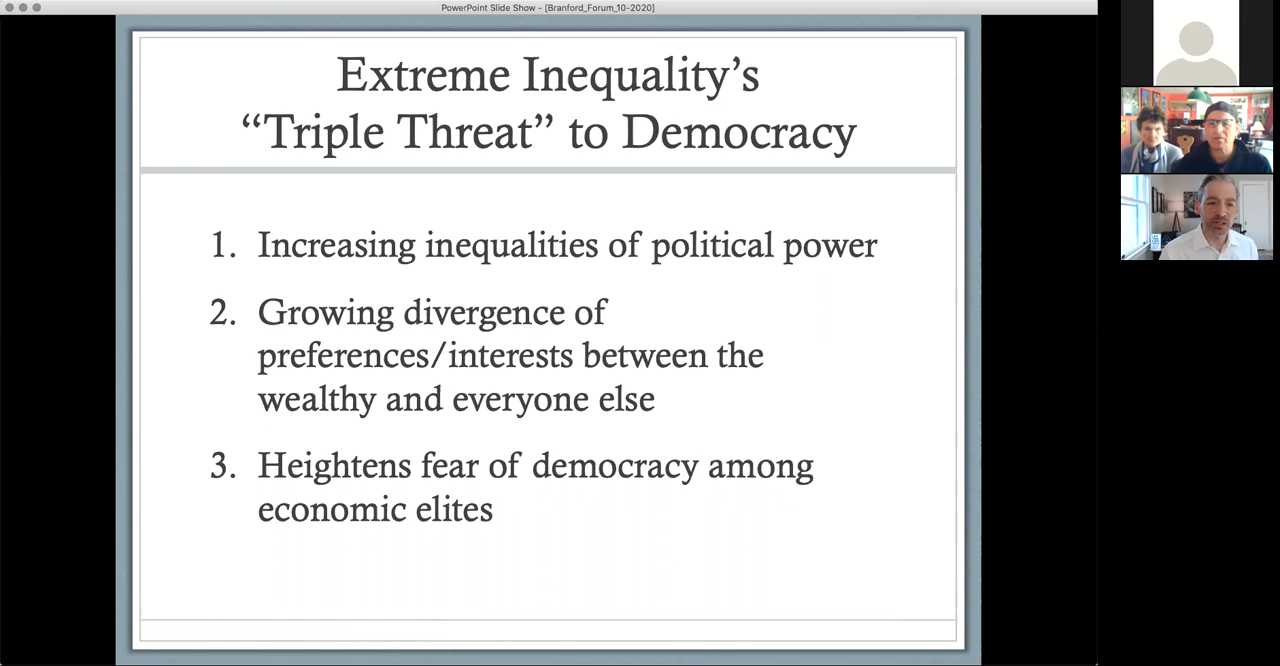 PowerPoint Slide Show - [Branford_Forum_10-2020]
Extreme Inequality’s
“Triple Threat” to Democracy
1. Increasing inequalities of political power
2. Growing divergence of
preferences/interests between the
wealthy and everyone else
3. Heightens fear of democracy among
economic elites